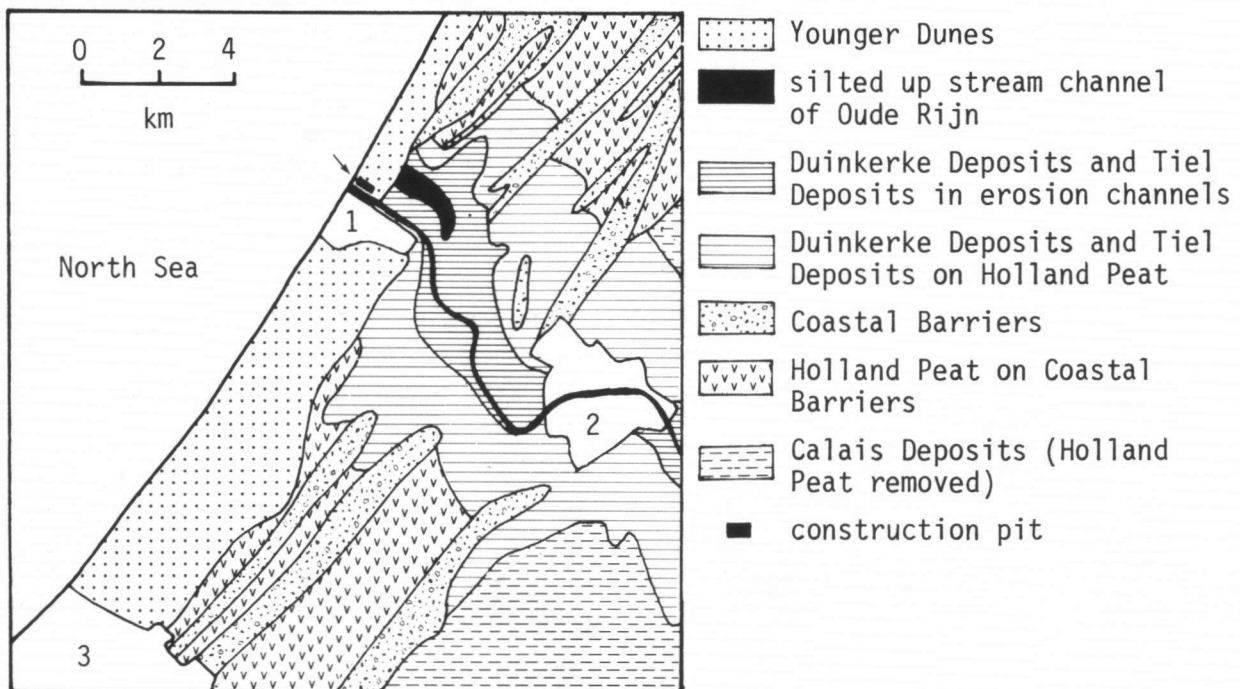 0 2 4
km
North Sea
1
2
3
Younger Dunes
silted up stream channel
of Oude Rijn
Duinkerke Deposits and Tiel
Deposits in erosion channels
Duinkerke Deposits and Tiel
Deposits on Holland Peat
Coastal Barriers
Holland Peat on Coastal
Barriers
Calais Deposits (Holland
Peat removed)
construction pit